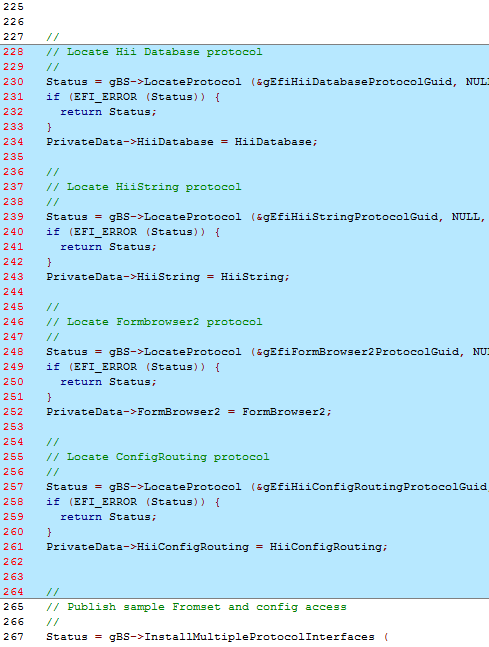 225
226
227 //
228 // Locate Hii Database protocol
229 //
230 Status = gBS->LocateProtocol (&gEfiHiiDatabaseProtocolGuid, NULL
231 if (EFI_ERROR (Status)) {
232 return Status;
233 }
234 PrivateData->HiiDatabase = HiiDatabase;
235
236 //
237 // Locate HiiString protocol
238 //
239 Status = gBS->LocateProtocol (&gEfiHiiStringProtocolGuid, NULL,
240 if (EFI_ERROR (Status)) {
241 return Status;
242 }
243 PrivateData->HiiString = HiiString;
244
245 //
246 // Locate Formbrowser2 protocol
247 //
248 Status = gBS->LocateProtocol (&gEfiFormBrowser2ProtocolGuid, NU
249 if (EFI_ERROR (Status)) {
250 return Status;
251 }
252 PrivateData->FormBrowser2 = FormBrowser2;
253
254 //
255 // Locate ConfigRouting protocol
256 //
257 Status = gBS->LocateProtocol (&gEfiHiiConfigRoutingProtocolGuid
258 if (EFI_ERROR (Status)) {
259 return Status;
260 }
261 PrivateData->HiiConfigRouting = HiiConfigRouting;
262
263
264 //
265 // Publish sample Fromset and config access
266 //
267 Status = gBS->InstallMultipleProtocolInterfaces (